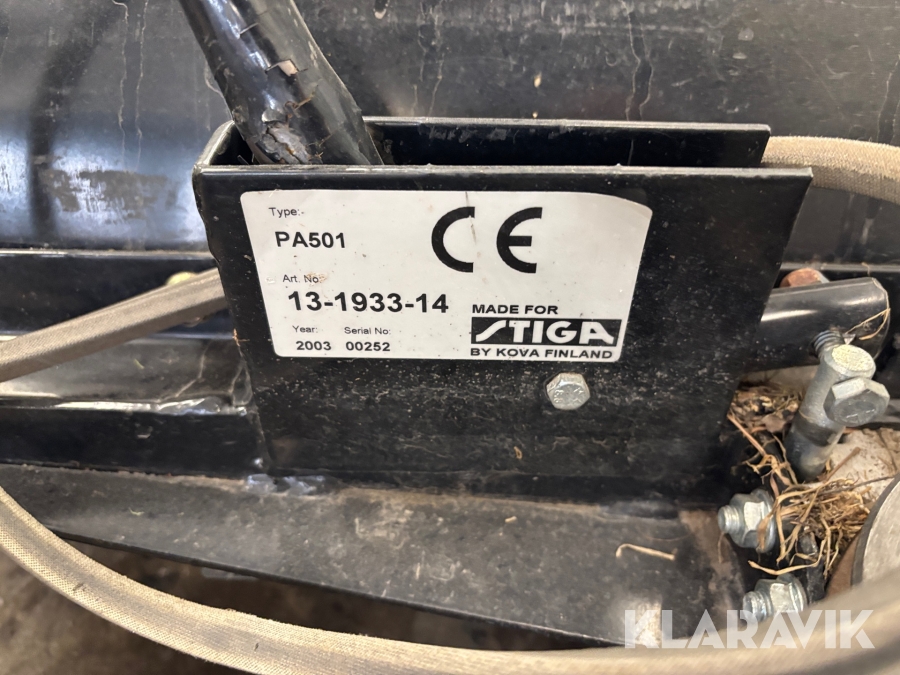 Type:-
PA501
CE
Art. No:
13-1933-14
MADE FOR
STIGA
Year: Serial No:
2003 00252
BY KOVA FINLAND
KLARAVIK